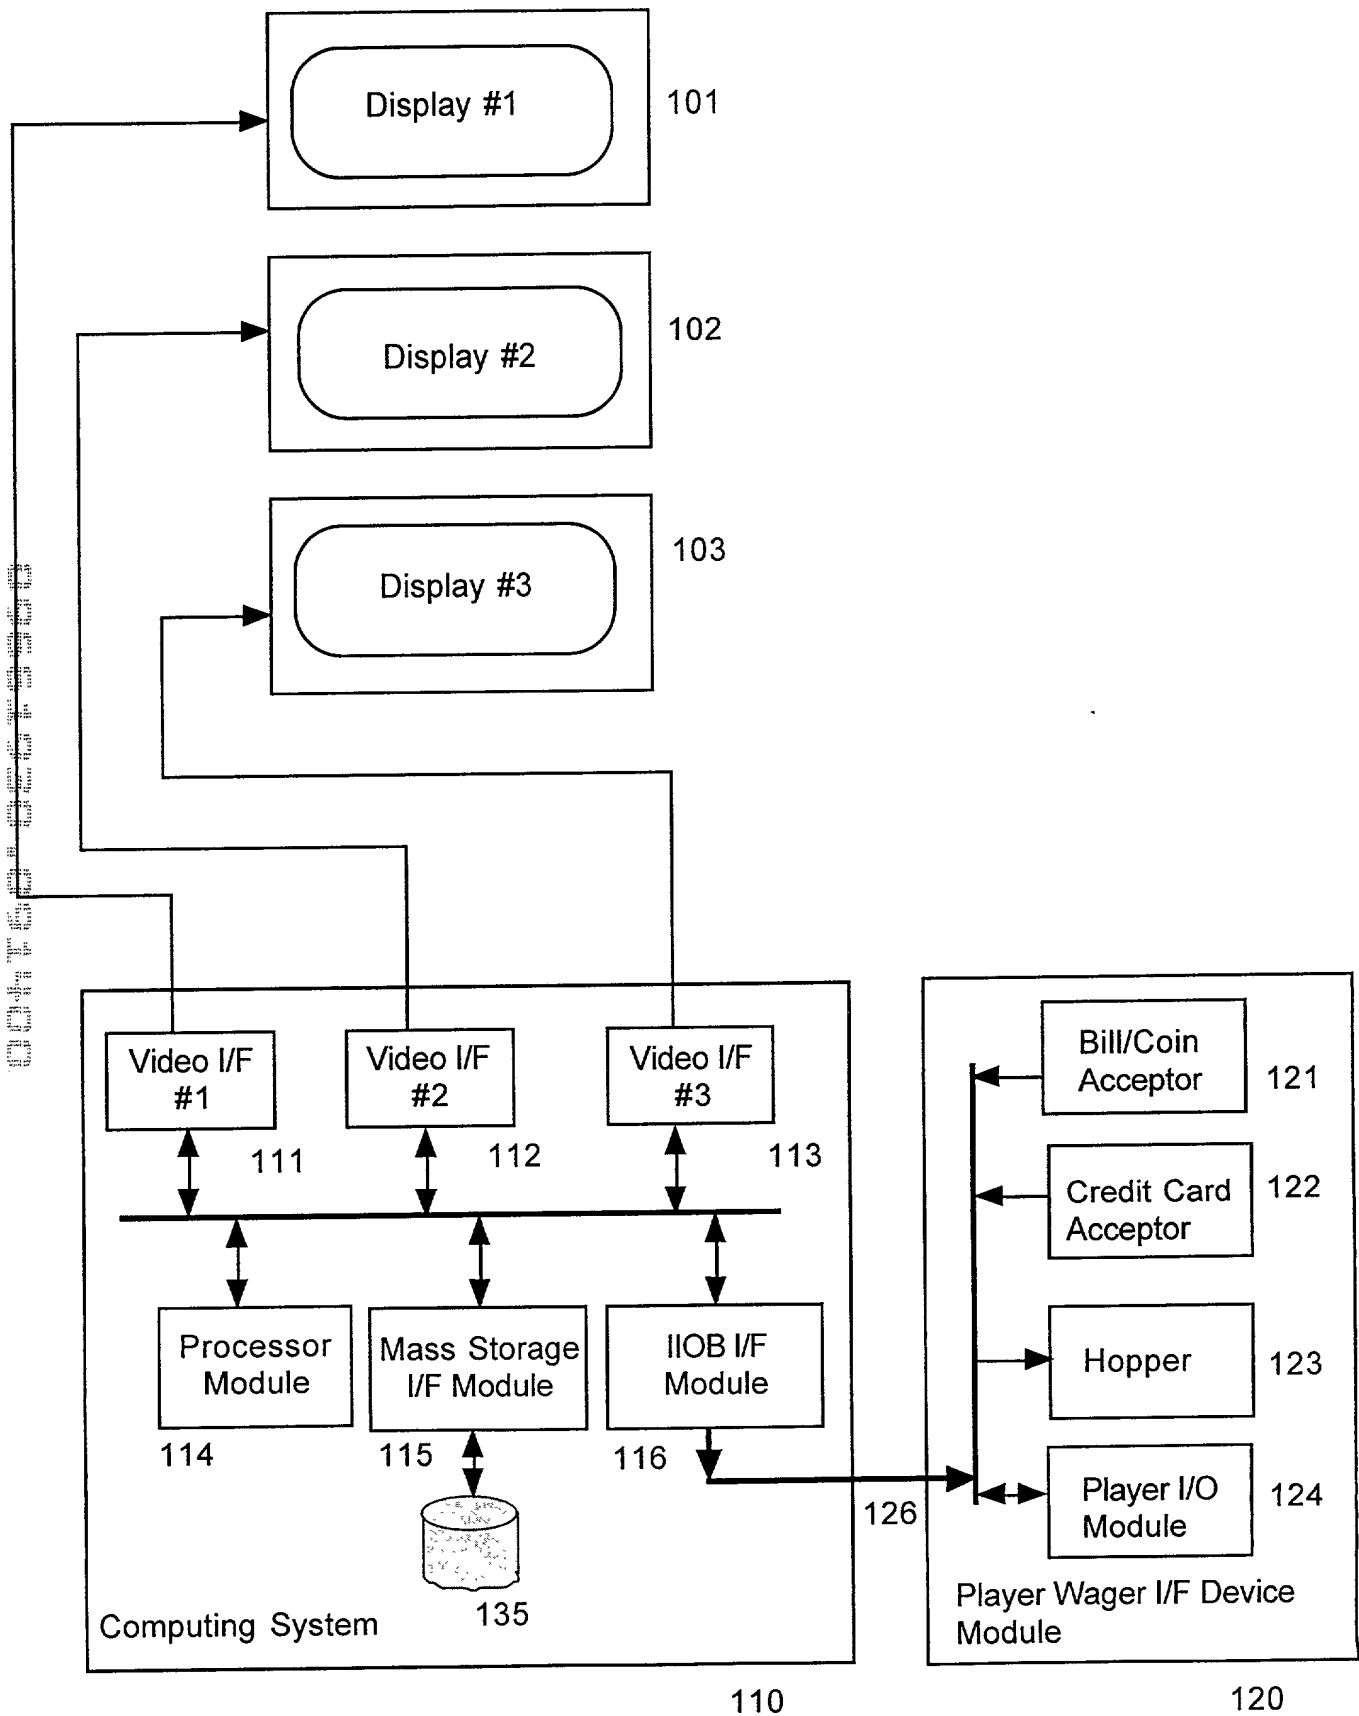 Display #1
101
Display #2
102
Display #3
103
Video I/F
#1
111
Video I/F
#2
112
Video I/F
#3
113
Processor
Module
114
Mass Storage
I/F Module
115
IIOB I/F
Module
116
135
Computing System
110
126
Bill/Coin
Acceptor
121
Credit Card
Acceptor
122
Hopper
123
Player I/O
Module
124
Player Wager I/F Device
Module
120